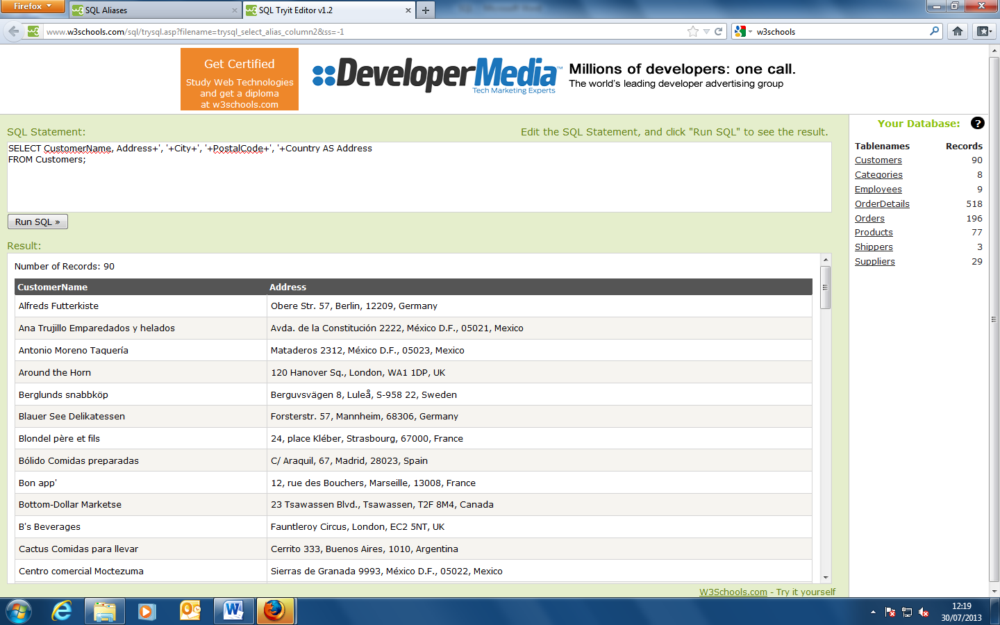 Firefox
SQL Aliases
SQL Tryit Editor v1.2
www.w3schools.com/sql/trysql.asp?filename=trysql_select_alias_column2&ss=-1
w3schools
Get Certified
Study Web Technologies
and get a diploma
at w3schools.com
DeveloperMedia™
Tech Marketing Experts
Millions of developers: one call.
The world's leading developer advertising group
SQL Statement:
Edit the SQL Statement, and click "Run SQL" to see the result.
SELECT CustomerName, Address+', '+City+', '+PostalCode+', '+Country AS Address
FROM Customers;
Run SQL »
Result:
Number of Records: 90
CustomerName Address
Alfreds Futterkiste Obere Str. 57, Berlin, 12209, Germany
Ana Trujillo Emparedados y helados Avda. de la Constitución 2222, México D.F., 05021, Mexico
Antonio Moreno Taquería Mataderos 2312, México D.F., 05023, Mexico
Around the Horn 120 Hanover Sq., London, WA1 1DP, UK
Berglunds snabbköp Berguvsvägen 8, Luleå, S-958 22, Sweden
Blauer See Delikatessen Forsterstr. 57, Mannheim, 68306, Germany
Blondel père et fils 24, place Kléber, Strasbourg, 67000, France
Bólido Comidas preparadas C/ Araquil, 67, Madrid, 28023, Spain
Bon app' 12, rue des Bouchers, Marseille, 13008, France
Bottom-Dollar Marketse 23 Tsawassen Blvd., Tsawassen, T2F 8M4, Canada
B's Beverages Fauntleroy Circus, London, EC2 5NT, UK
Cactus Comidas para llevar Cerrito 333, Buenos Aires, 1010, Argentina
Centro comercial Moctezuma Sierras de Granada 9993, México D.F., 05022, Mexico
Your Database:
Tablenames Records
Customers 90
Categories 8
Employees 9
OrderDetails 518
Orders 196
Products 77
Shippers 3
Suppliers 29
W3Schools.com - Try it yourself
12:19
30/07/2013